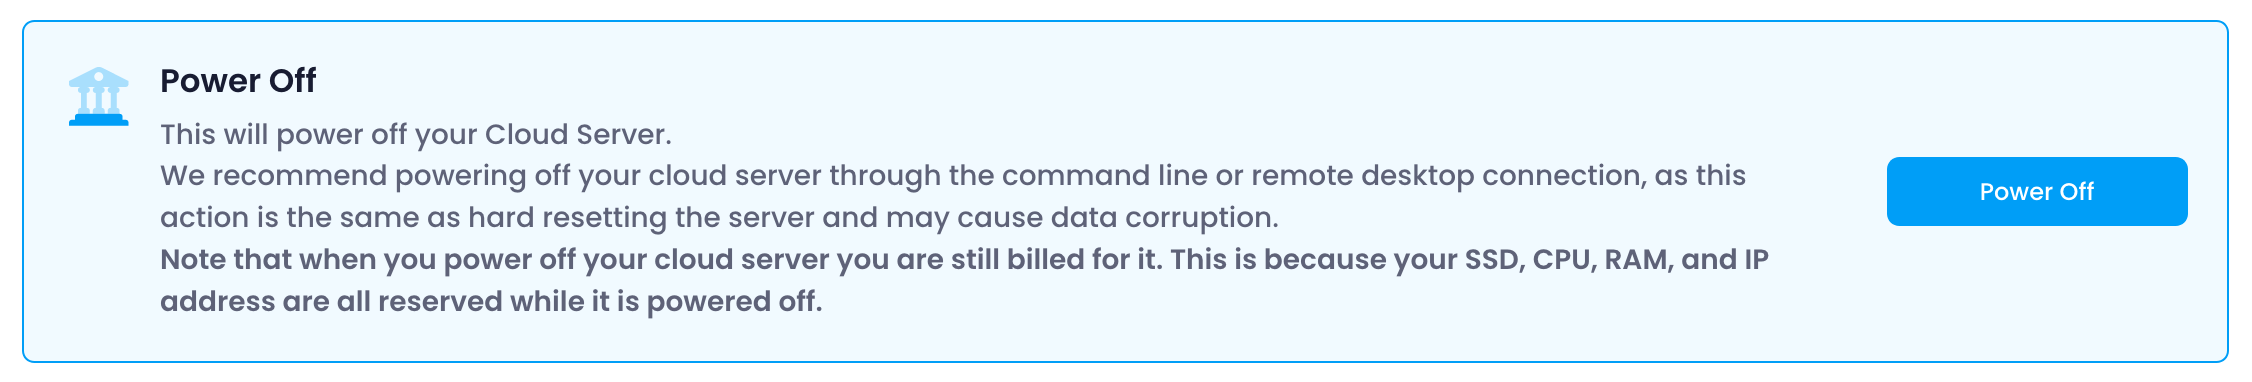 Power Off
This will power off your Cloud Server.
We recommend powering off your cloud server through the command line or remote desktop connection, as this
action is the same as hard resetting the server and may cause data corruption.
Note that when you power off your cloud server you are still billed for it. This is because your SSD, CPU, RAM, and IP
address are all reserved while it is powered off.
Power Off